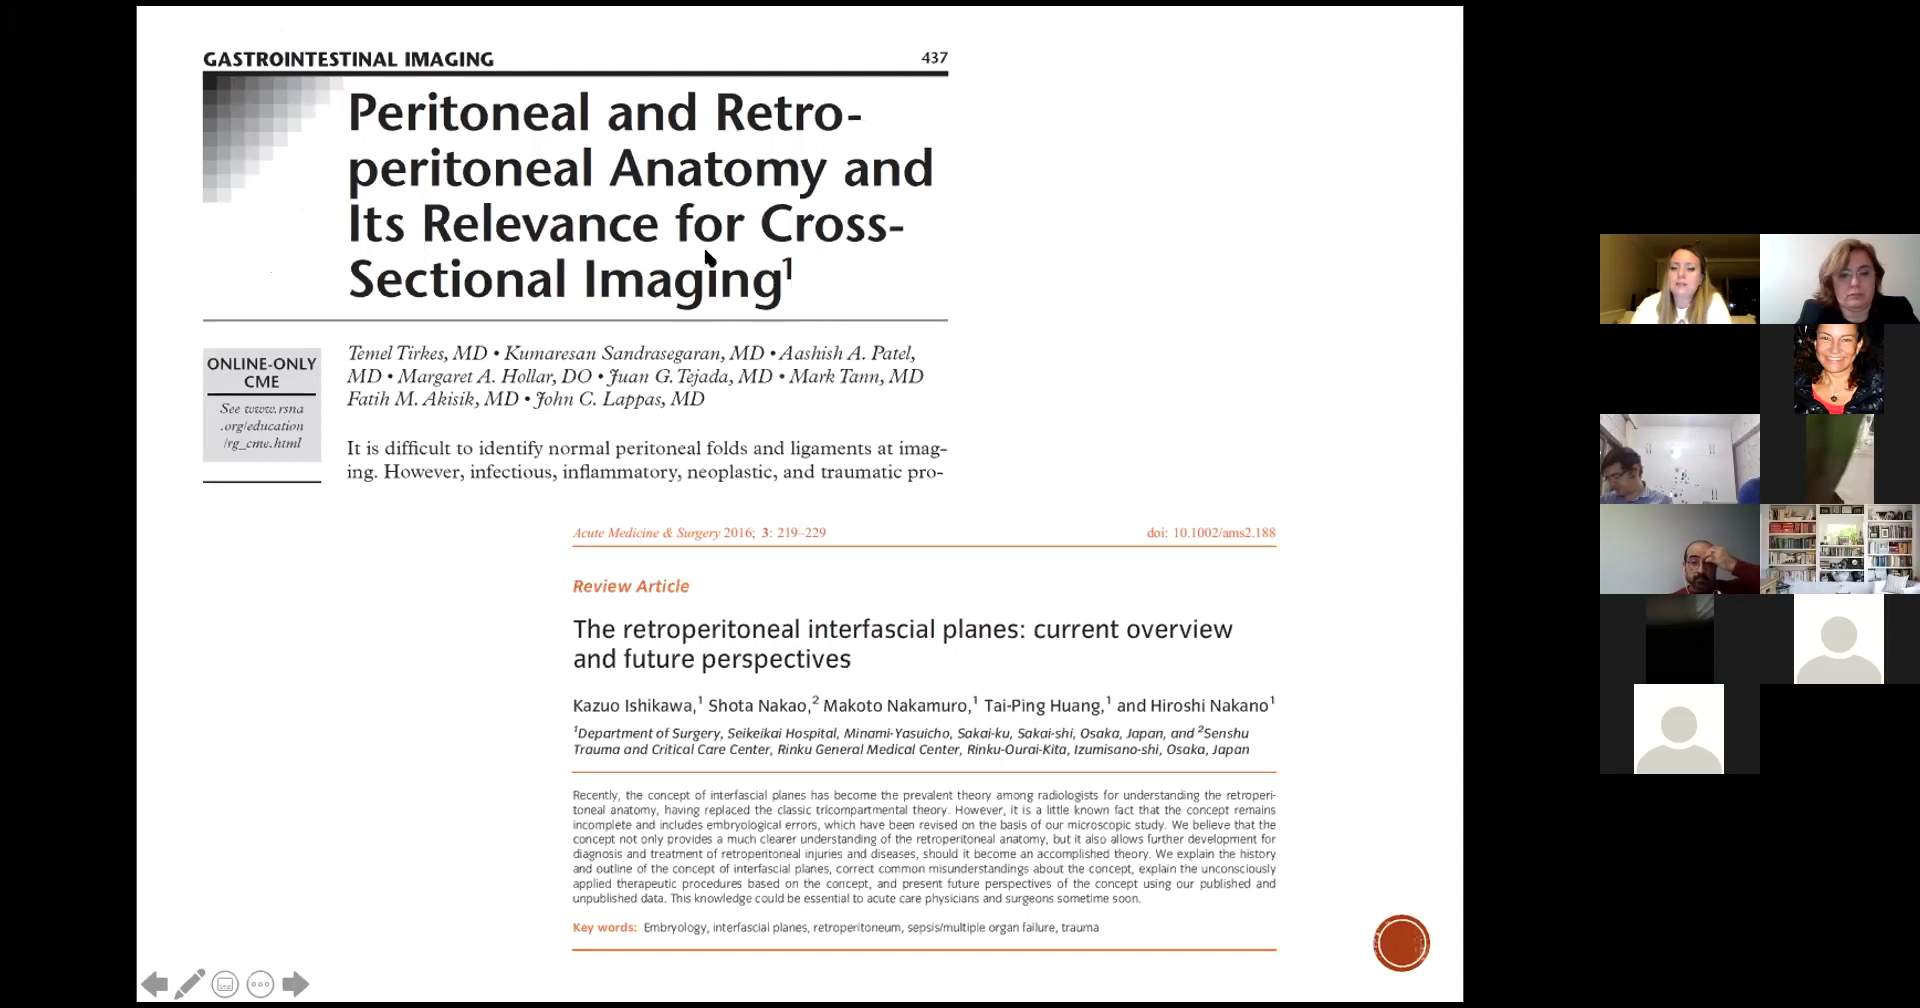 GASTROINTESTINAL IMAGING 437
Peritoneal and Retro-
peritoneal Anatomy and
Its Relevance for Cross-
Sectional Imaging1
ONLINE-ONLY
CME
See www.rsna
.org/education
/rg_cme.html
Temel Tirkes, MD • Kumaresan Sandrasegaran, MD • Aashish A. Patel,
MD • Margaret A. Hollar, DO • Juan G. Tejada, MD • Mark Tann, MD
Fatih M. Akisik, MD • John C. Lappas, MD
It is difficult to identify normal peritoneal folds and ligaments at imag-
ing. However, infectious, inflammatory, neoplastic, and traumatic pro-
Acute Medicine & Surgery 2016; 3: 219–229 doi: 10.1002/ams2.188
Review Article
The retroperitoneal interfascial planes: current overview
and future perspectives
Kazuo Ishikawa,1 Shota Nakao,2 Makoto Nakamuro,1 Tai-Ping Huang,1 and Hiroshi Nakano1
1Department of Surgery, Seikeikai Hospital, Minami-Yasuicho, Sakai-ku, Sakai-shi, Osaka, Japan, and 2Senshu
Trauma and Critical Care Center, Rinku General Medical Center, Rinku-Ourai-Kita, Izumisano-shi, Osaka, Japan
Recently, the concept of interfascial planes has become the prevalent theory among radiologists for understanding the retroperi-
toneal anatomy, having replaced the classic tricompartmental theory. However, it is a little known fact that the concept remains
incomplete and includes embryological errors, which have been revised on the basis of our microscopic study. We believe that the
concept not only provides a much clearer understanding of the retroperitoneal anatomy, but it also allows further development for
diagnosis and treatment of retroperitoneal injuries and diseases, should it become an accomplished theory. We explain the history
and outline of the concept of interfascial planes, correct common misunderstandings about the concept, explain the unconsciously
applied therapeutic procedures based on the concept, and present future perspectives of the concept using our published and
unpublished data. This knowledge could be essential to acute care physicians and surgeons sometime soon.
Key words: Embryology, interfascial planes, retroperitoneum, sepsis/multiple organ failure, trauma